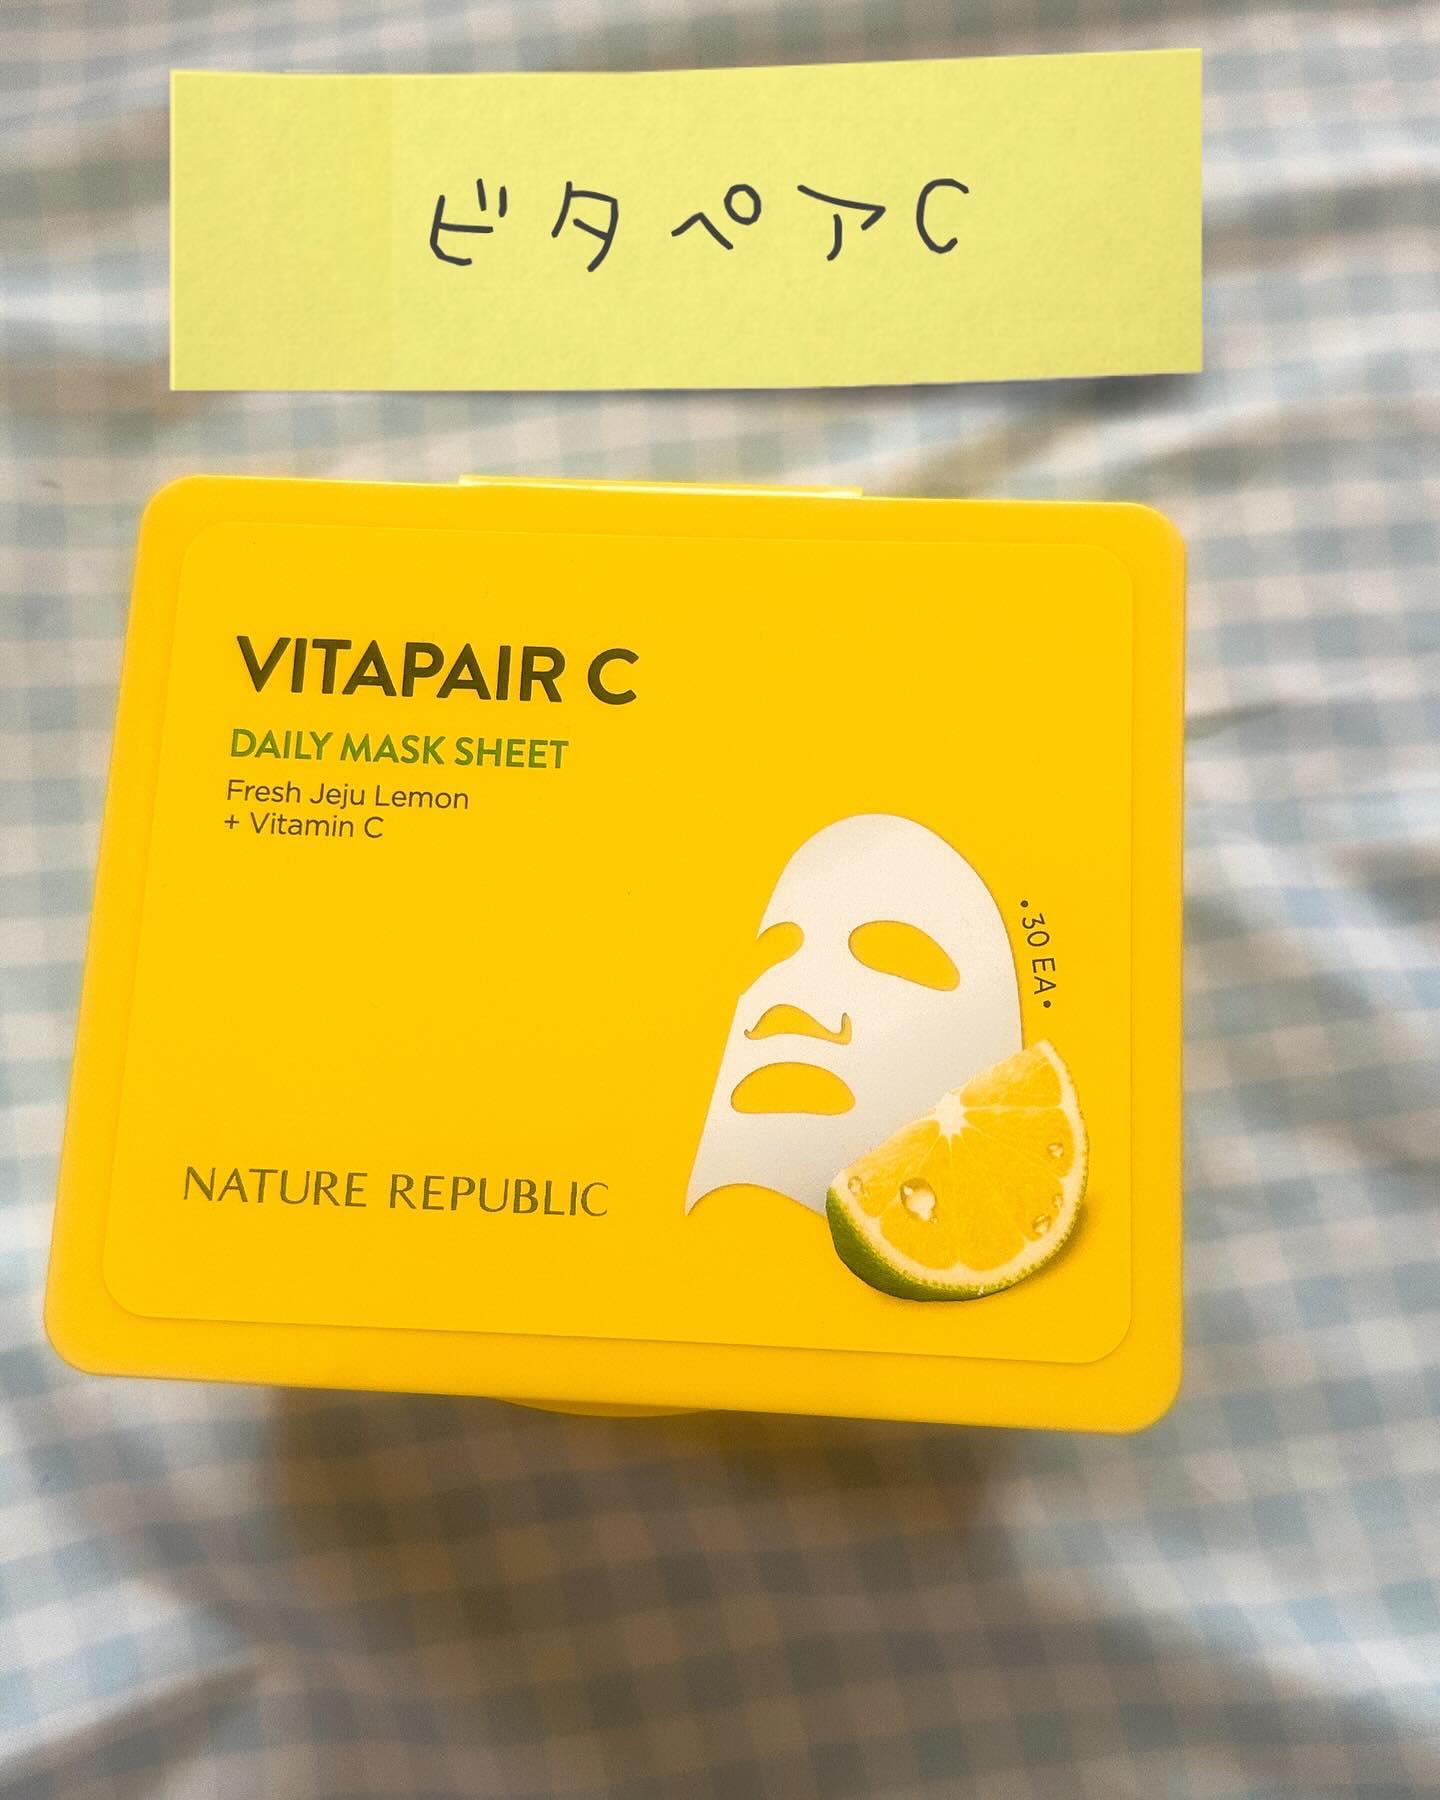 ビタペアC
VITAPAIR C
DAILY MASK SHEET
Fresh Jeju Lemon
+ Vitamin C
• 30 EA •
NATURE REPUBLIC